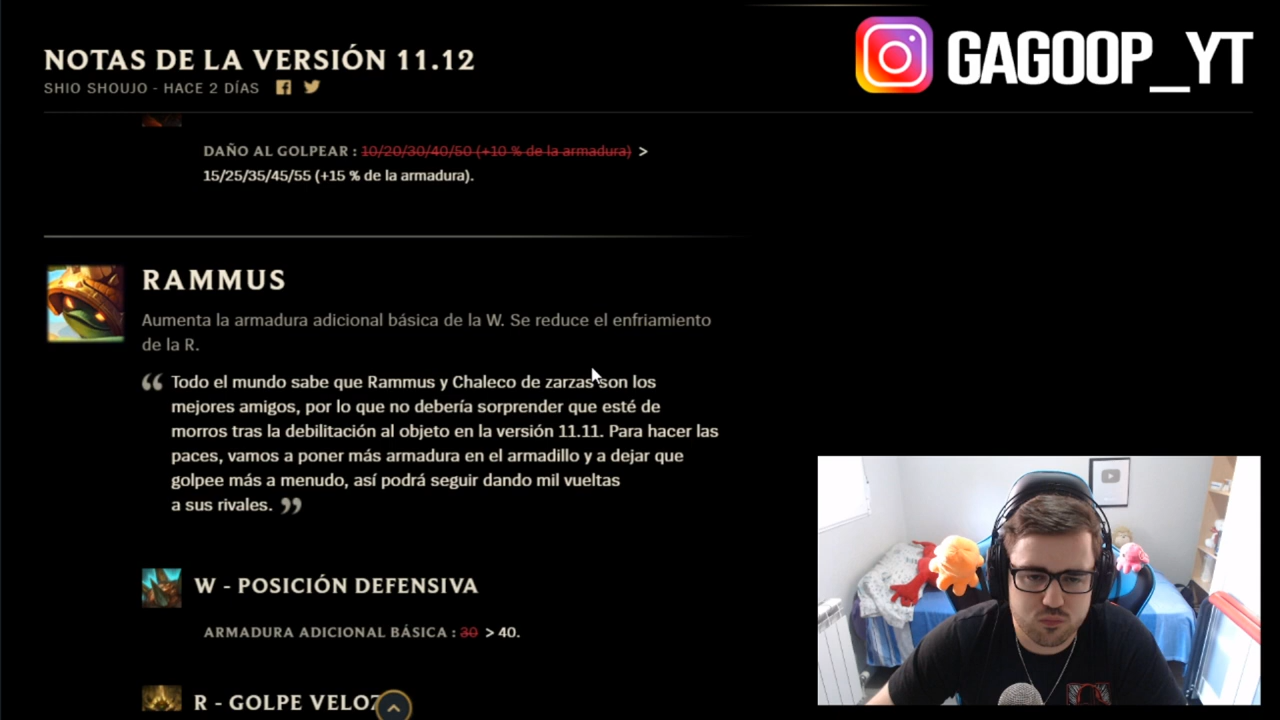 NOTAS DE LA VERSIÓN 11.12
SHIO SHOUJO - HACE 2 DÍAS
GAGOOP_YT
DAÑO AL GOLPEAR : 10/20/30/40/50 (+10 % de la armadura) >
15/25/35/45/55 (+15 % de la armadura).
RAMMUS
Aumenta la armadura adicional básica de la W. Se reduce el enfriamiento
de la R.
“ Todo el mundo sabe que Rammus y Chaleco de zarzas son los
mejores amigos, por lo que no debería sorprender que esté de
morros tras la debilitación al objeto en la versión 11.11. Para hacer las
paces, vamos a poner más armadura en el armadillo y a dejar que
golpee más a menudo, así podrá seguir dando mil vueltas
a sus rivales. ”
W - POSICIÓN DEFENSIVA
ARMADURA ADICIONAL BÁSICA : 30 > 40.
R - GOLPE VELOZ